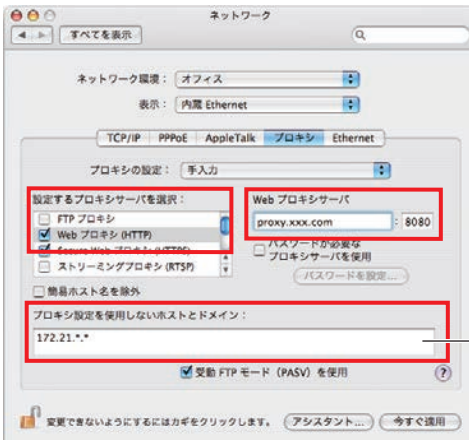 ネットワーク
すべてを表示
ネットワーク環境： オフィス
表示： 内蔵 Ethernet
TCP/IP PPPoE AppleTalk プロキシ Ethernet
プロキシの設定： 手入力
設定するプロキシサーバを選択：
FTP プロキシ
Web プロキシ (HTTP)
Secure Web プロキシ (HTTPS)
ストリーミングプロキシ (RTSP)
Web プロキシサーバ
proxy.xxx.com : 8080
パスワードが必要な
プロキシサーバを使用
パスワードを設定...
簡易ホスト名を除外
プロキシ設定を使用しないホストとドメイン：
172.21.*.*
受動 FTP モード（PASV）を使用
?
変更できないようにするにはカギをクリックします。
アシスタント...
今すぐ適用